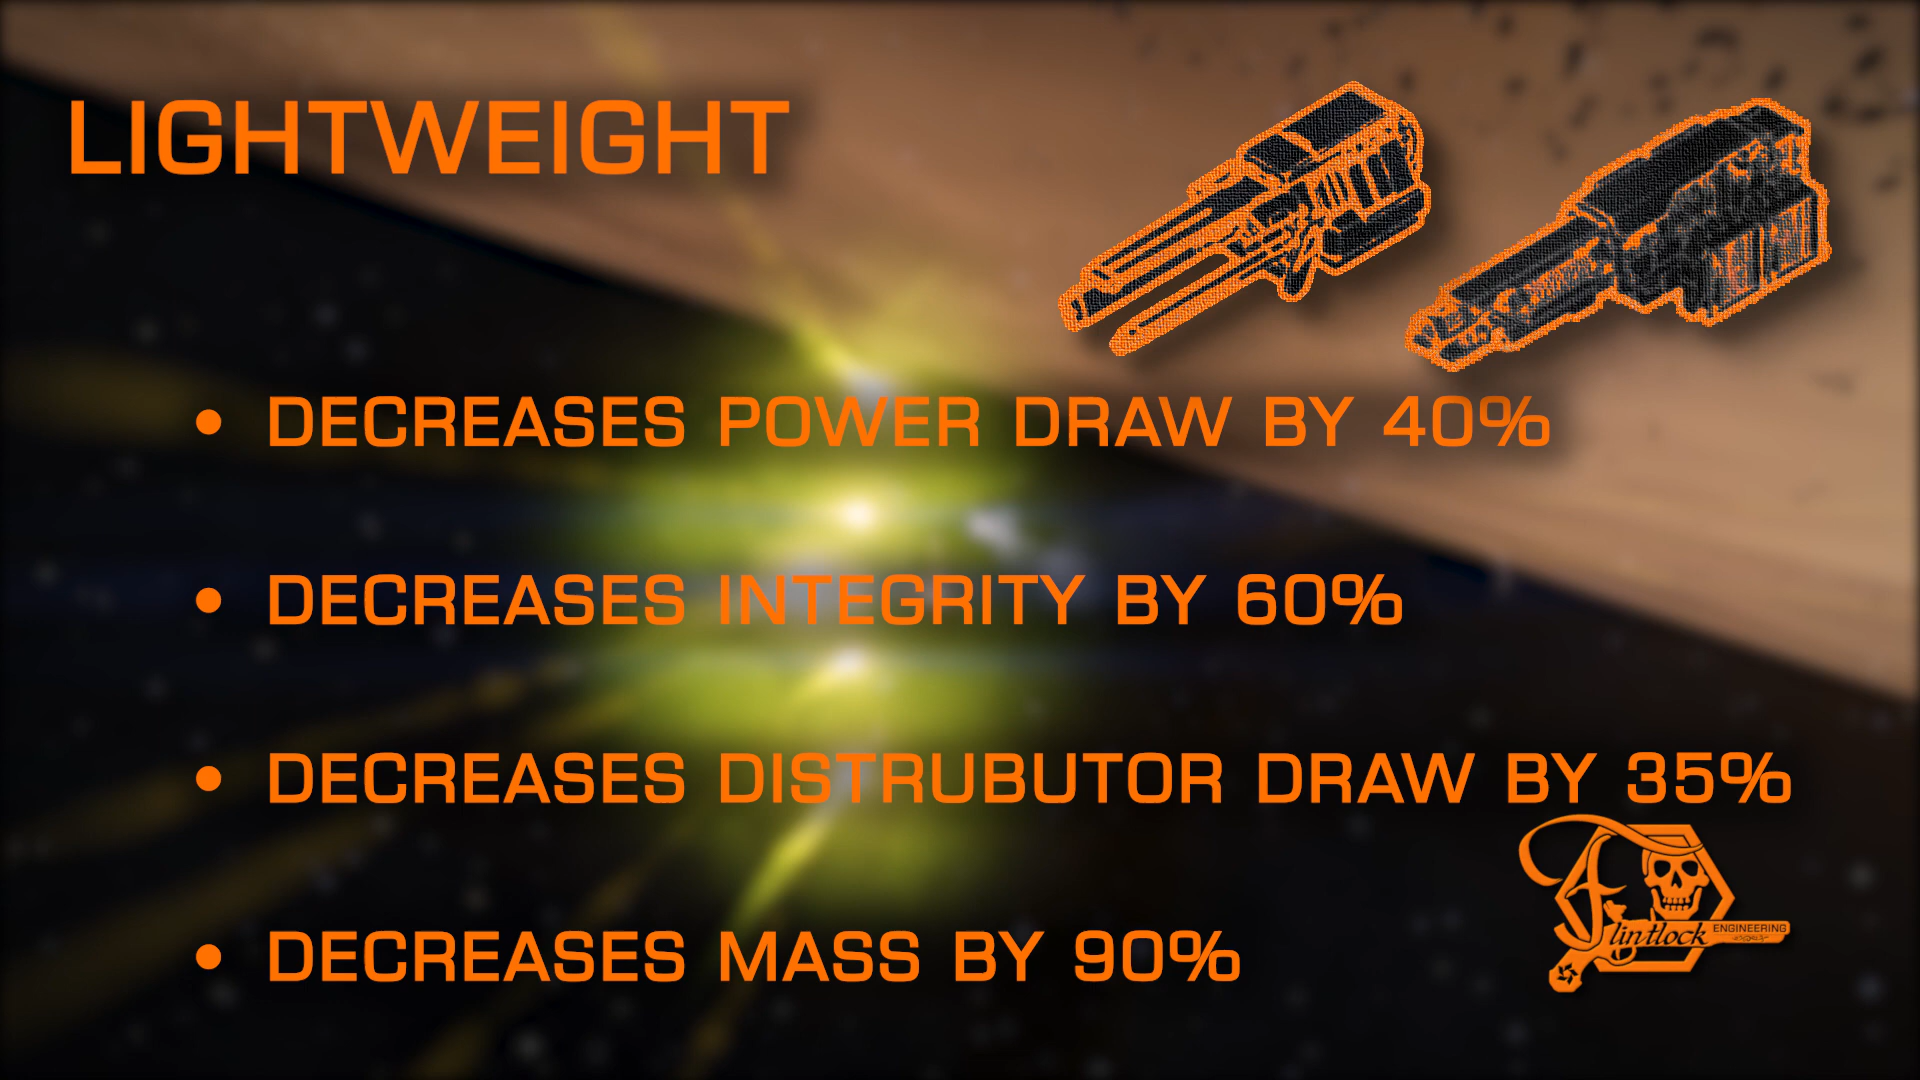 LIGHTWEIGHT
• DECREASES POWER DRAW BY 40%
• DECREASES INTEGRITY BY 60%
• DECREASES DISTRUBUTOR DRAW BY 35%
• DECREASES MASS BY 90%
Flintlock ENGINEERING